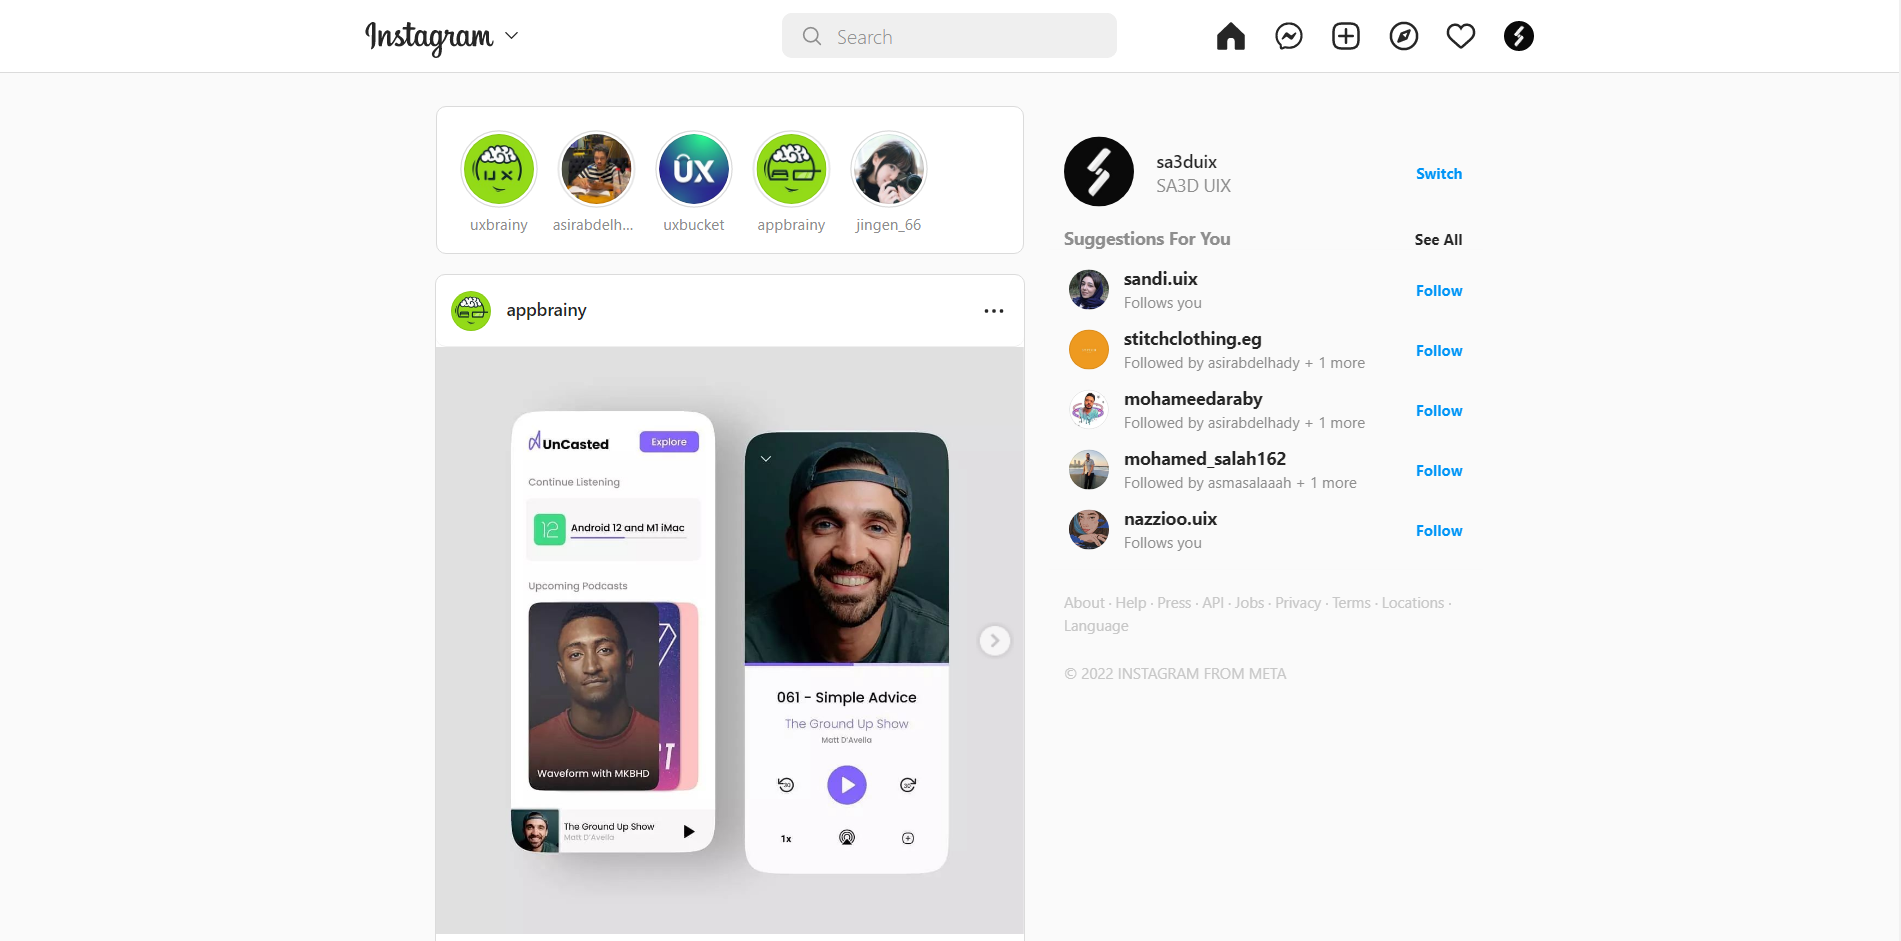 Instagram
Search
uxbrainy
asirabdelh...
uxbucket
appbrainy
jingen_66
sa3duix
SA3D UIX
Switch
Suggestions For You
See All
sandi.uix
Follows you
Follow
stitchclothing.eg
Followed by asirabdelhady + 1 more
Follow
mohameedaraby
Followed by asirabdelhady + 1 more
Follow
mohamed_salah162
Followed by asmasalaaah + 1 more
Follow
nazzioo.uix
Follows you
Follow
About · Help · Press · API · Jobs · Privacy · Terms · Locations ·
Language
© 2022 INSTAGRAM FROM META
appbrainy
UnCasted
Explore
Continue Listening
12
Android 12 and M1 iMac
Upcoming Podcasts
Waveform with MKBHD
The Ground Up Show
Matt D'Avella
061 - Simple Advice
The Ground Up Show
Matt D'Avella
30
30
1x